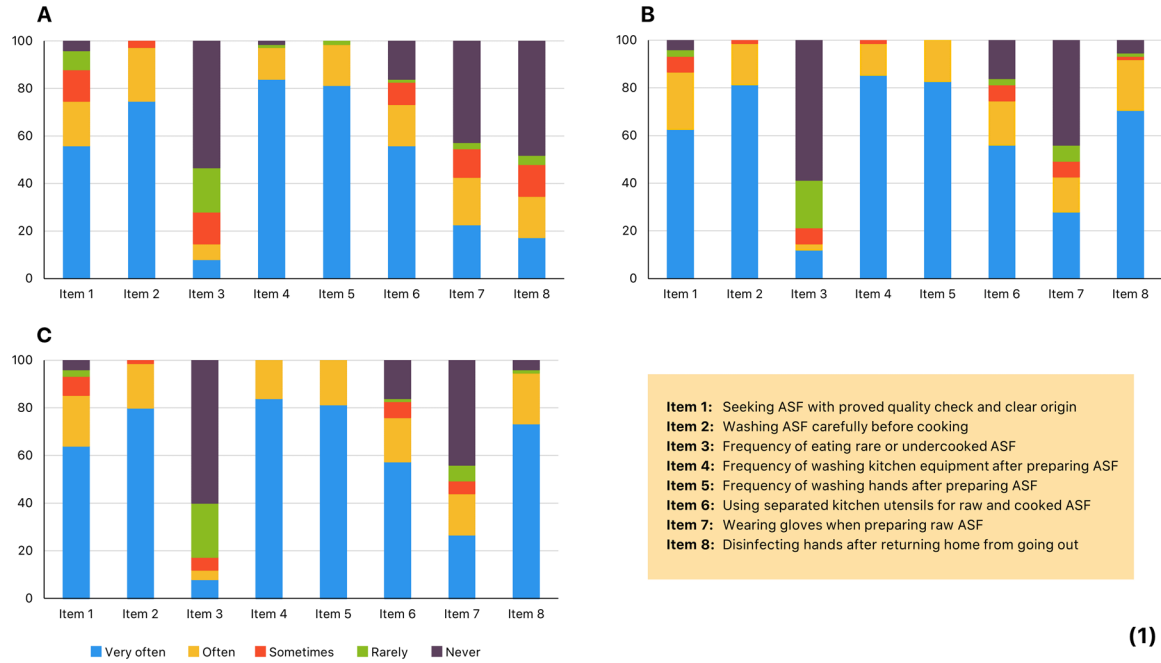 A
100
80
60
40
20
0
Item 1 Item 2 Item 3 Item 4 Item 5 Item 6 Item 7 Item 8
B
100
80
60
40
20
0
Item 1 Item 2 Item 3 Item 4 Item 5 Item 6 Item 7 Item 8
C
100
80
60
40
20
0
Item 1 Item 2 Item 3 Item 4 Item 5 Item 6 Item 7 Item 8
Very often Often Sometimes Rarely Never
Item 1: Seeking ASF with proved quality check and clear origin
Item 2: Washing ASF carefully before cooking
Item 3: Frequency of eating rare or undercooked ASF
Item 4: Frequency of washing kitchen equipment after preparing ASF
Item 5: Frequency of washing hands after preparing ASF
Item 6: Using separated kitchen utensils for raw and cooked ASF
Item 7: Wearing gloves when preparing raw ASF
Item 8: Disinfecting hands after returning home from going out
(1)